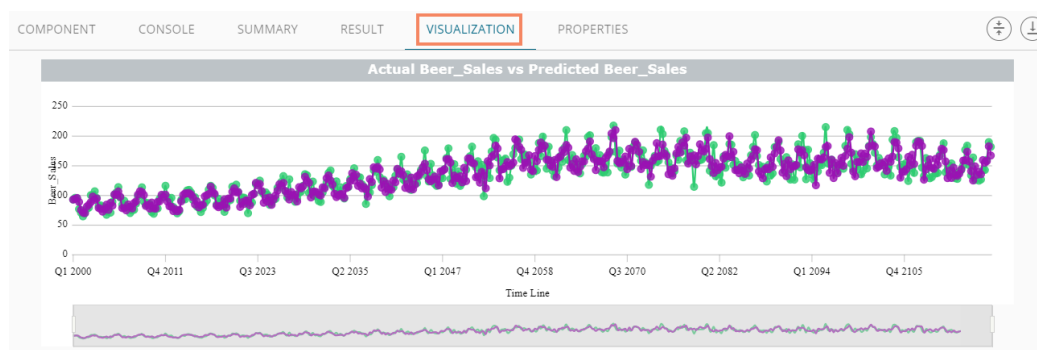 COMPONENT CONSOLE SUMMARY RESULT VISUALIZATION PROPERTIES
Actual Beer_Sales vs Predicted Beer_Sales
250
200
150
Beer Sales
100
50
0
Q1 2000 Q4 2011 Q3 2023 Q2 2035 Q1 2047 Q4 2058 Q3 2070 Q2 2082 Q1 2094 Q4 2105
Time Line